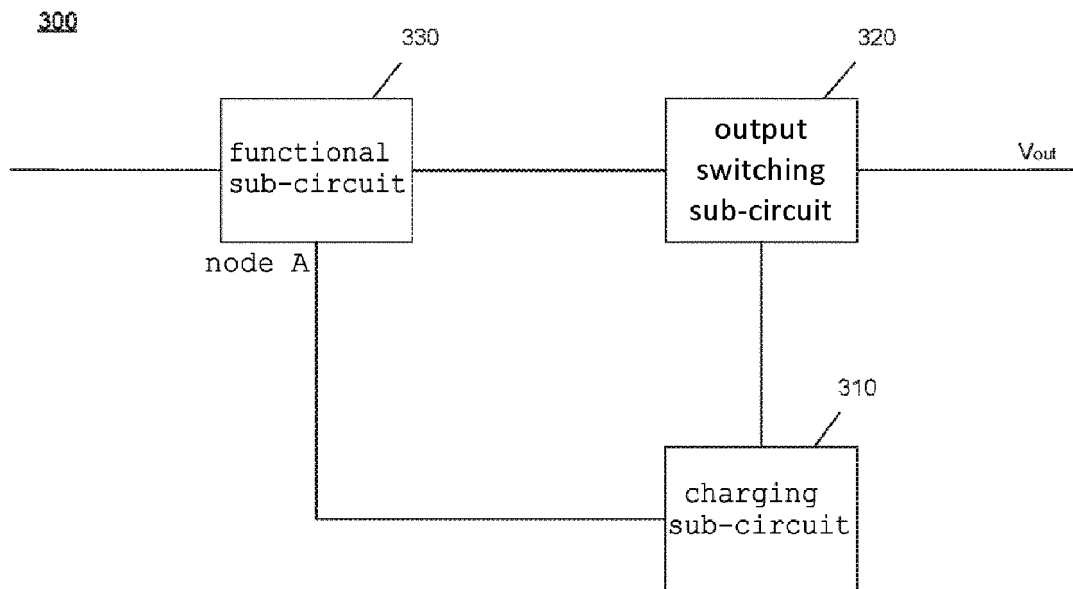 300
330
320
functional
sub-circuit
output
switching
sub-circuit
Vout
node A
310
charging
sub-circuit